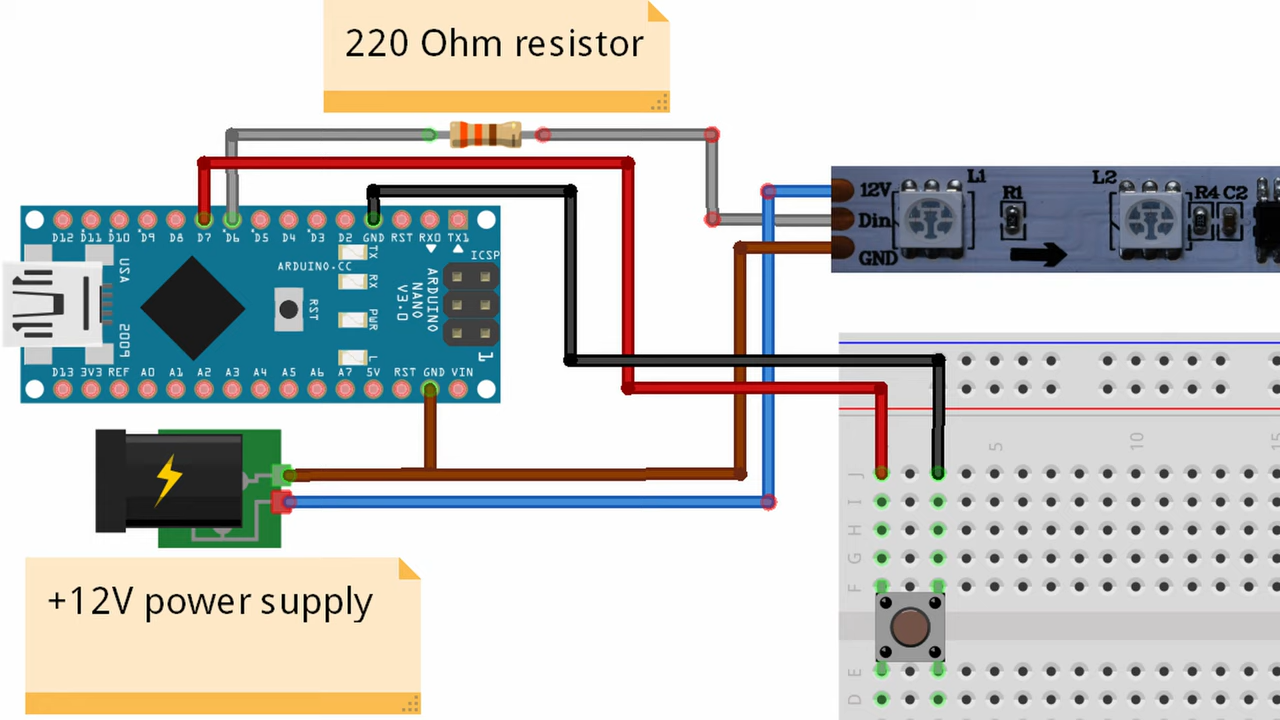 220 Ohm resistor
12V
Din
GND
L1
R1
L2
R4 C2
D12 D11 D10 D9 D8 D7 D6 D5 D4 D3 D2 GND RST RX0 TX1
TX
RX
PWR
L
ARDUINO.CC
RST
USA
2009
ARDUINO
NANO
V3.0
ICSP
1
D13 3V3 REF A0 A1 A2 A3 A4 A5 A6 A7 5V RST GND VIN
+12V power supply
5 10 15
J
I
H
G
F
E
D